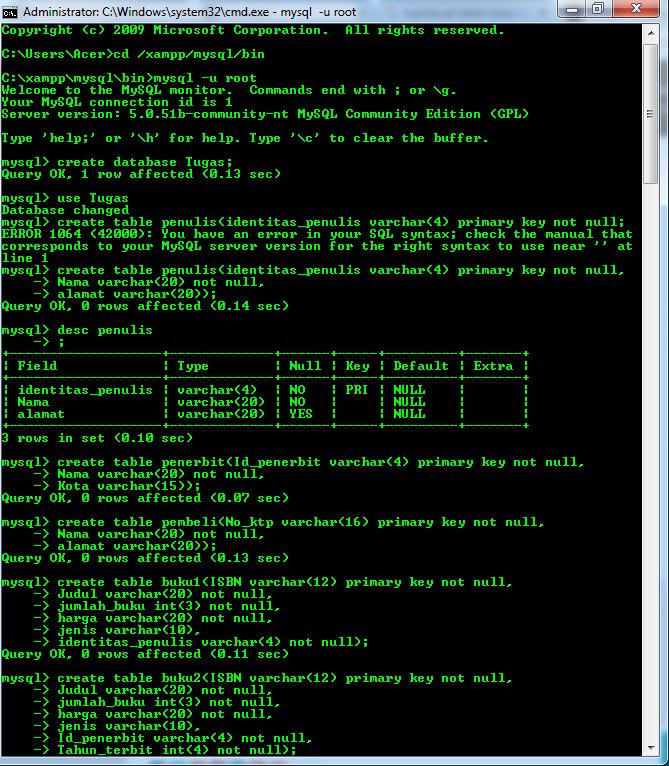 Administrator: C:\Windows\system32\cmd.exe - mysql -u root
Copyright (c) 2009 Microsoft Corporation.  All rights reserved.
C:\Users\Acer>cd /xampp/mysql/bin
C:\xampp\mysql\bin>mysql -u root
Welcome to the MySQL monitor.  Commands end with ; or \g.
Your MySQL connection id is 1
Server version: 5.0.51b-community-nt MySQL Community Edition (GPL)
Type 'help;' or '\h' for help. Type '\c' to clear the buffer.
mysql> create database Tugas;
Query OK, 1 row affected (0.13 sec)
mysql> use Tugas
Database changed
mysql> create table penulis(identitas_penulis varchar(4) primary key not null;
ERROR 1064 (42000): You have an error in your SQL syntax; check the manual that
corresponds to your MySQL server version for the right syntax to use near '' at
line 1
mysql> create table penulis(identitas_penulis varchar(4) primary key not null,
    -> Nama varchar(20) not null,
    -> alamat varchar(20));
Query OK, 0 rows affected (0.14 sec)
mysql> desc penulis
    -> ;
+-------------------+-------------+------+-----+---------+-------+
| Field             | Type        | Null | Key | Default | Extra |
+-------------------+-------------+------+-----+---------+-------+
| identitas_penulis | varchar(4)  | NO   | PRI | NULL    |       |
| Nama              | varchar(20) | NO   |     | NULL    |       |
| alamat            | varchar(20) | YES  |     | NULL    |       |
+-------------------+-------------+------+-----+---------+-------+
3 rows in set (0.10 sec)
mysql> create table penerbit(Id_penerbit varchar(4) primary key not null,
    -> Nama varchar(20) not null,
    -> Kota varchar(15));
Query OK, 0 rows affected (0.07 sec)
mysql> create table pembeli(No_ktp varchar(16) primary key not null,
    -> Nama varchar(20) not null,
    -> alamat varchar(20));
Query OK, 0 rows affected (0.13 sec)
mysql> create table buku1(ISBN varchar(12) primary key not null,
    -> Judul varchar(20) not null,
    -> jumlah_buku int(3) not null,
    -> harga varchar(20) not null,
    -> jenis varchar(10),
    -> identitas_penulis varchar(4) not null);
Query OK, 0 rows affected (0.11 sec)
mysql> create table buku2(ISBN varchar(12) primary key not null,
    -> Judul varchar(20) not null,
    -> jumlah_buku int(3) not null,
    -> harga varchar(20) not null,
    -> jenis varchar(10),
    -> Id_penerbit varchar(4) not null,
    -> Tahun_terbit int(4) not null);